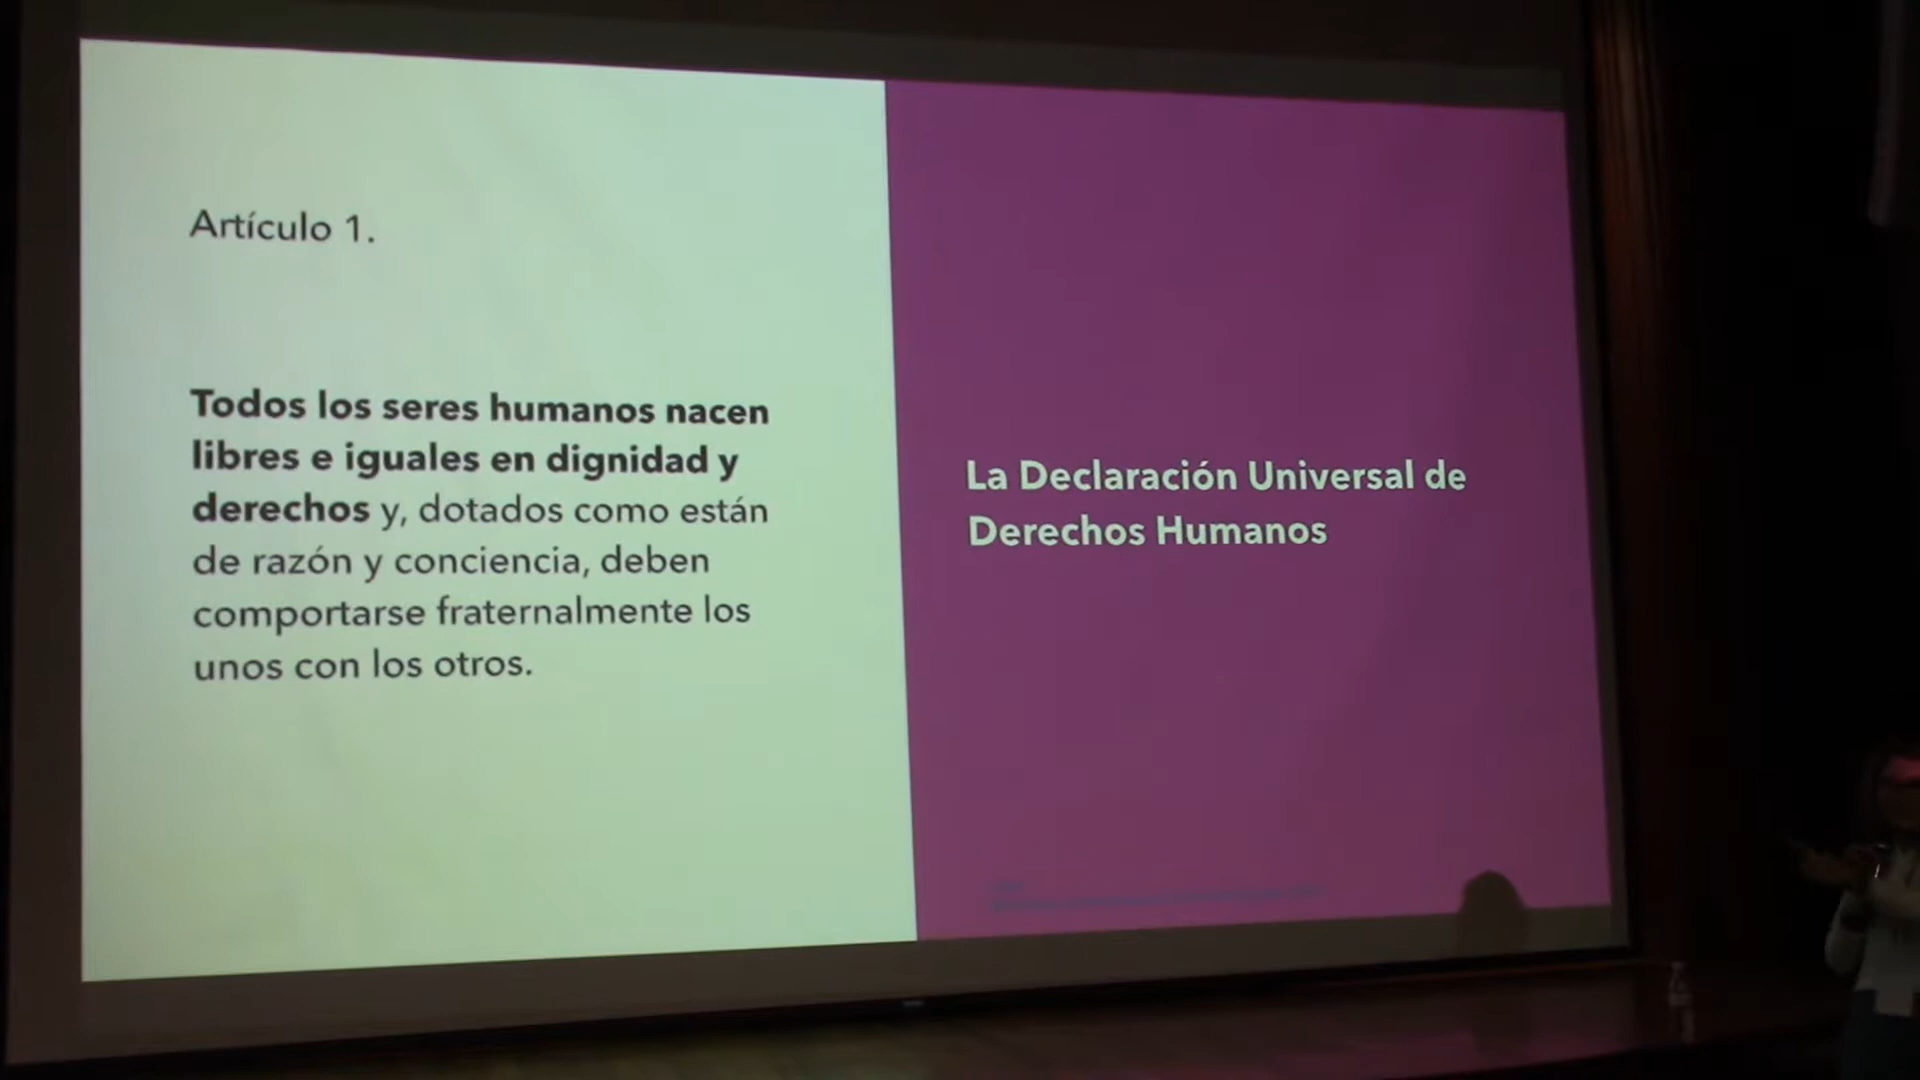 Artículo 1.
Todos los seres humanos nacen
libres e iguales en dignidad y
derechos y, dotados como están
de razón y conciencia, deben
comportarse fraternalmente los
unos con los otros.
La Declaración Universal de
Derechos Humanos